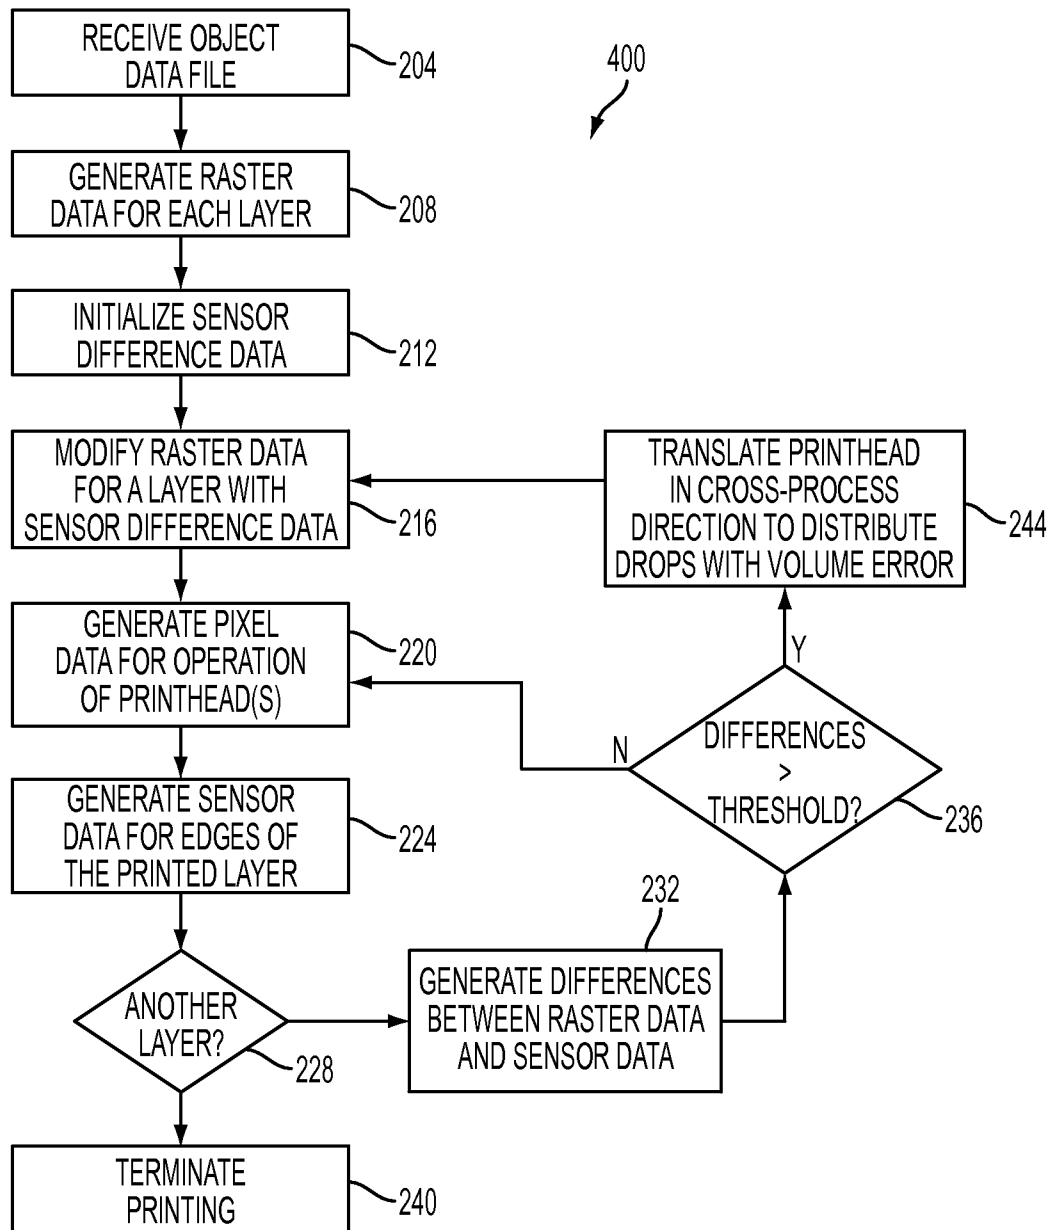 RECEIVE OBJECT
DATA FILE
204
400
GENERATE RASTER
DATA FOR EACH LAYER
208
INITIALIZE SENSOR
DIFFERENCE DATA
212
MODIFY RASTER DATA
FOR A LAYER WITH
SENSOR DIFFERENCE DATA
216
TRANSLATE PRINTHEAD
IN CROSS-PROCESS
DIRECTION TO DISTRIBUTE
DROPS WITH VOLUME ERROR
244
GENERATE PIXEL
DATA FOR OPERATION
OF PRINTHEAD(S)
220
Y
N
DIFFERENCES
>
THRESHOLD?
236
GENERATE SENSOR
DATA FOR EDGES OF
THE PRINTED LAYER
224
232
GENERATE DIFFERENCES
BETWEEN RASTER DATA
AND SENSOR DATA
ANOTHER
LAYER?
228
TERMINATE
PRINTING
240